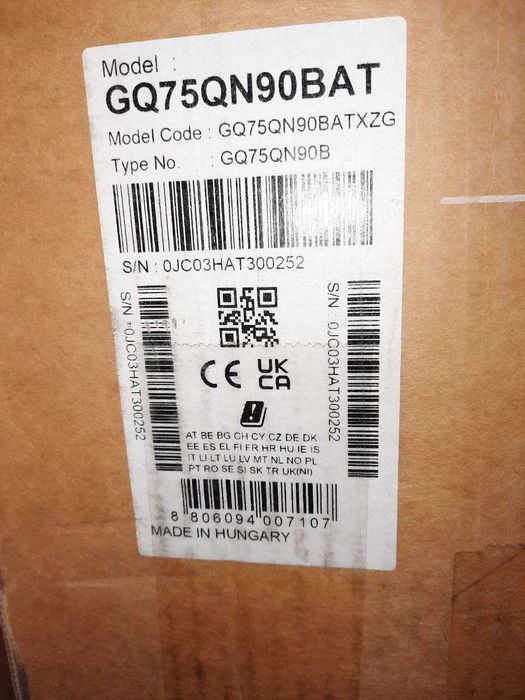 Model :
GQ75QN90BAT
Model Code : GQ75QN90BATXZG
Type No. : GQ75QN90B
S/N : 0JC03HAT300252
S/N : 0JC03HAT300252
S/N : 0JC03HAT300252
CE UK
CA
AT BE BG CH CY CZ DE DK
EE ES EL FI FR HR HU IE IS
IT LI LT LU LV MT NL NO PL
PT RO SE SI SK TR UK(NI)
8 806094 007107
MADE IN HUNGARY